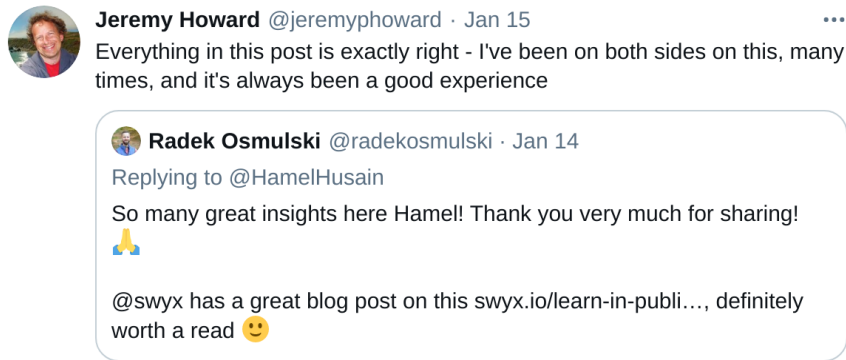 Jeremy Howard @jeremyphoward · Jan 15
Everything in this post is exactly right - I've been on both sides on this, many
times, and it's always been a good experience
Radek Osmulski @radekosmulski · Jan 14
Replying to @HamelHusain
So many great insights here Hamel! Thank you very much for sharing!
🙏
@swyx has a great blog post on this swyx.io/learn-in-publi…, definitely
worth a read 🙂